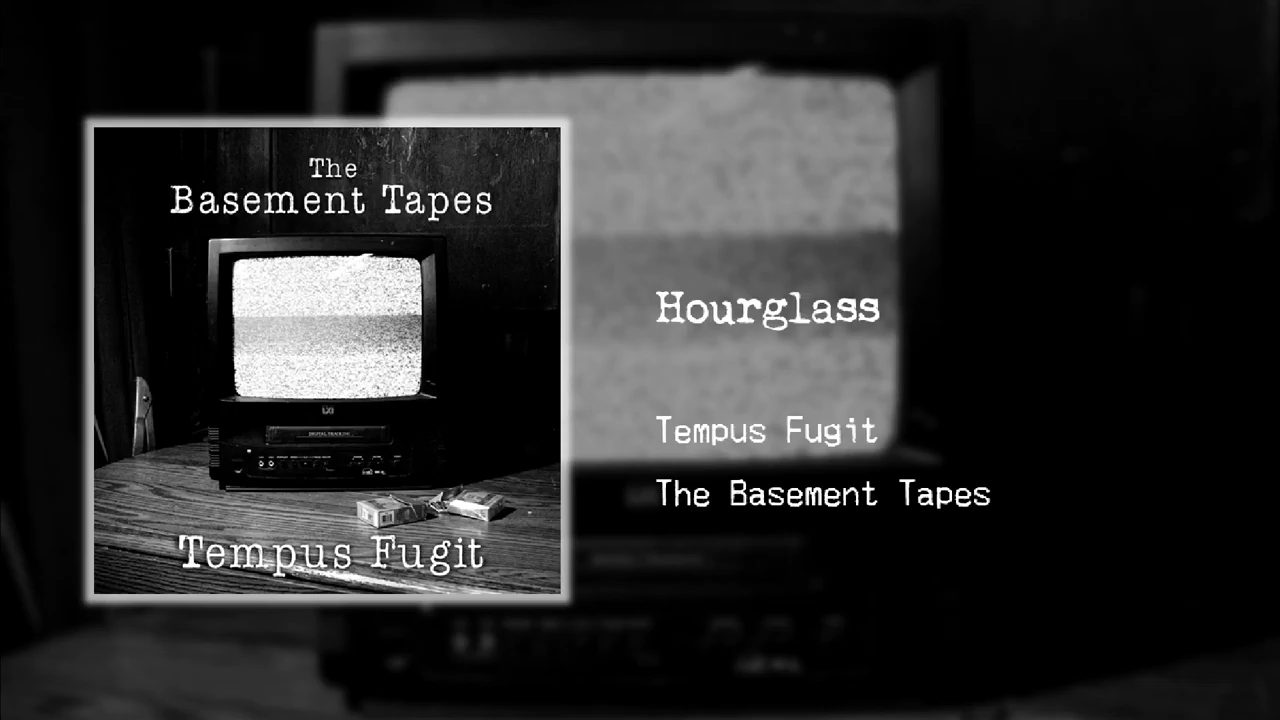 The
Basement Tapes
Tempus Fugit
Hourglass
Tempus Fugit
The Basement Tapes